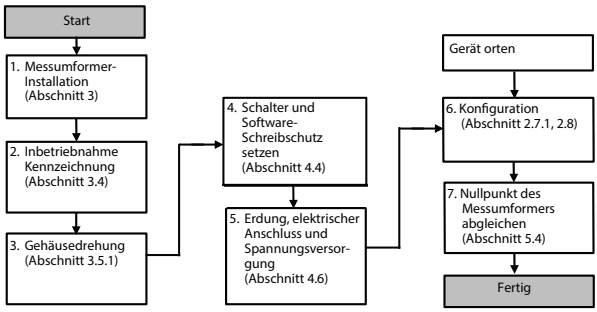 Start
1. Messumformer-
Installation
(Abschnitt 3)
2. Inbetriebnahme
Kennzeichnung
(Abschnitt 3.4)
3. Gehäusedrehung
(Abschnitt 3.5.1)
4. Schalter und
Software-
Schreibschutz
setzen
(Abschnitt 4.4)
5. Erdung, elektrischer
Anschluss und
Spannungsversor-
gung
(Abschnitt 4.6)
Gerät orten
6. Konfiguration
(Abschnitt 2.7.1, 2.8)
7. Nullpunkt des
Messumformers
abgleichen
(Abschnitt 5.4)
Fertig